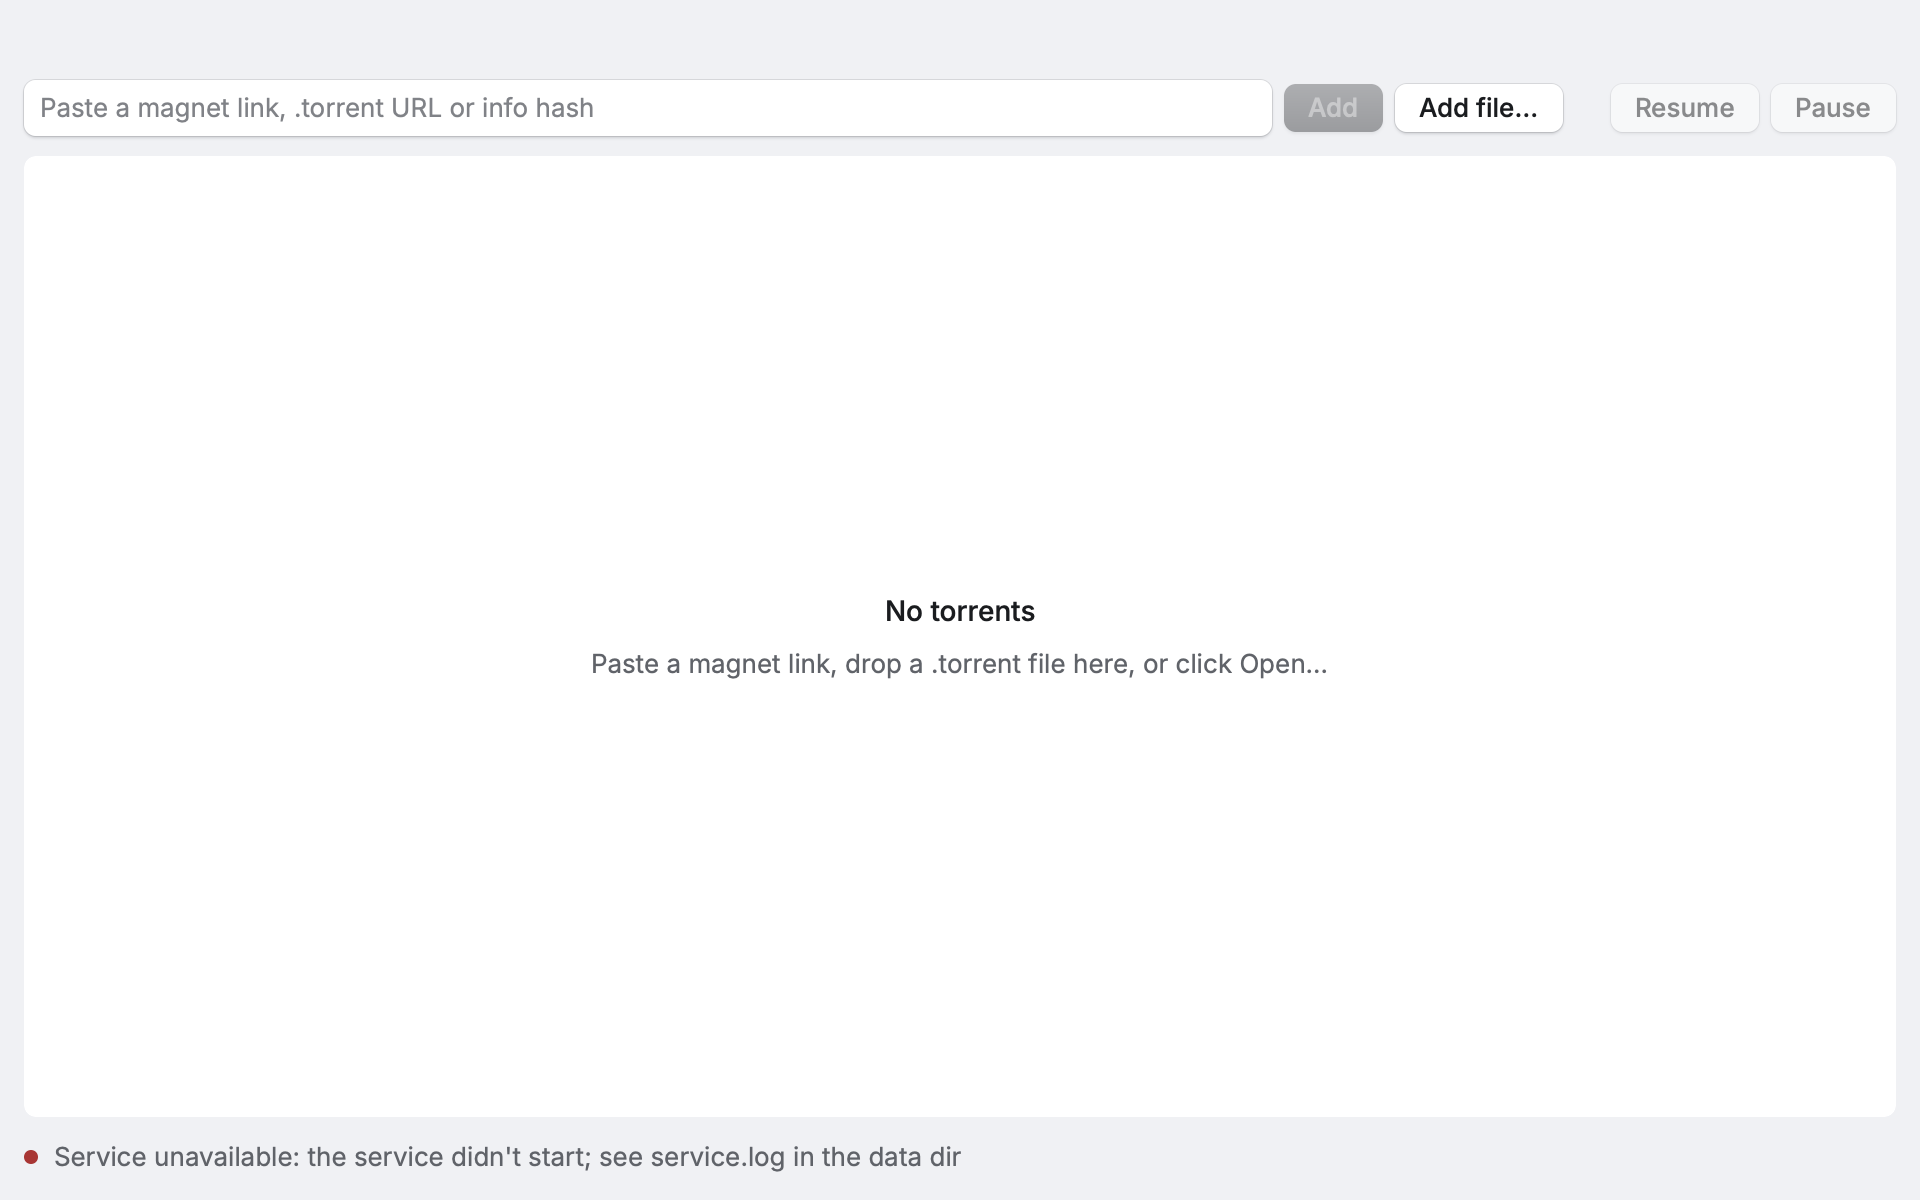 Paste a magnet link, .torrent URL or info hash
Add
Add file...
Resume
Pause
No torrents
Paste a magnet link, drop a .torrent file here, or click Open...
Service unavailable: the service didn't start; see service.log in the data dir